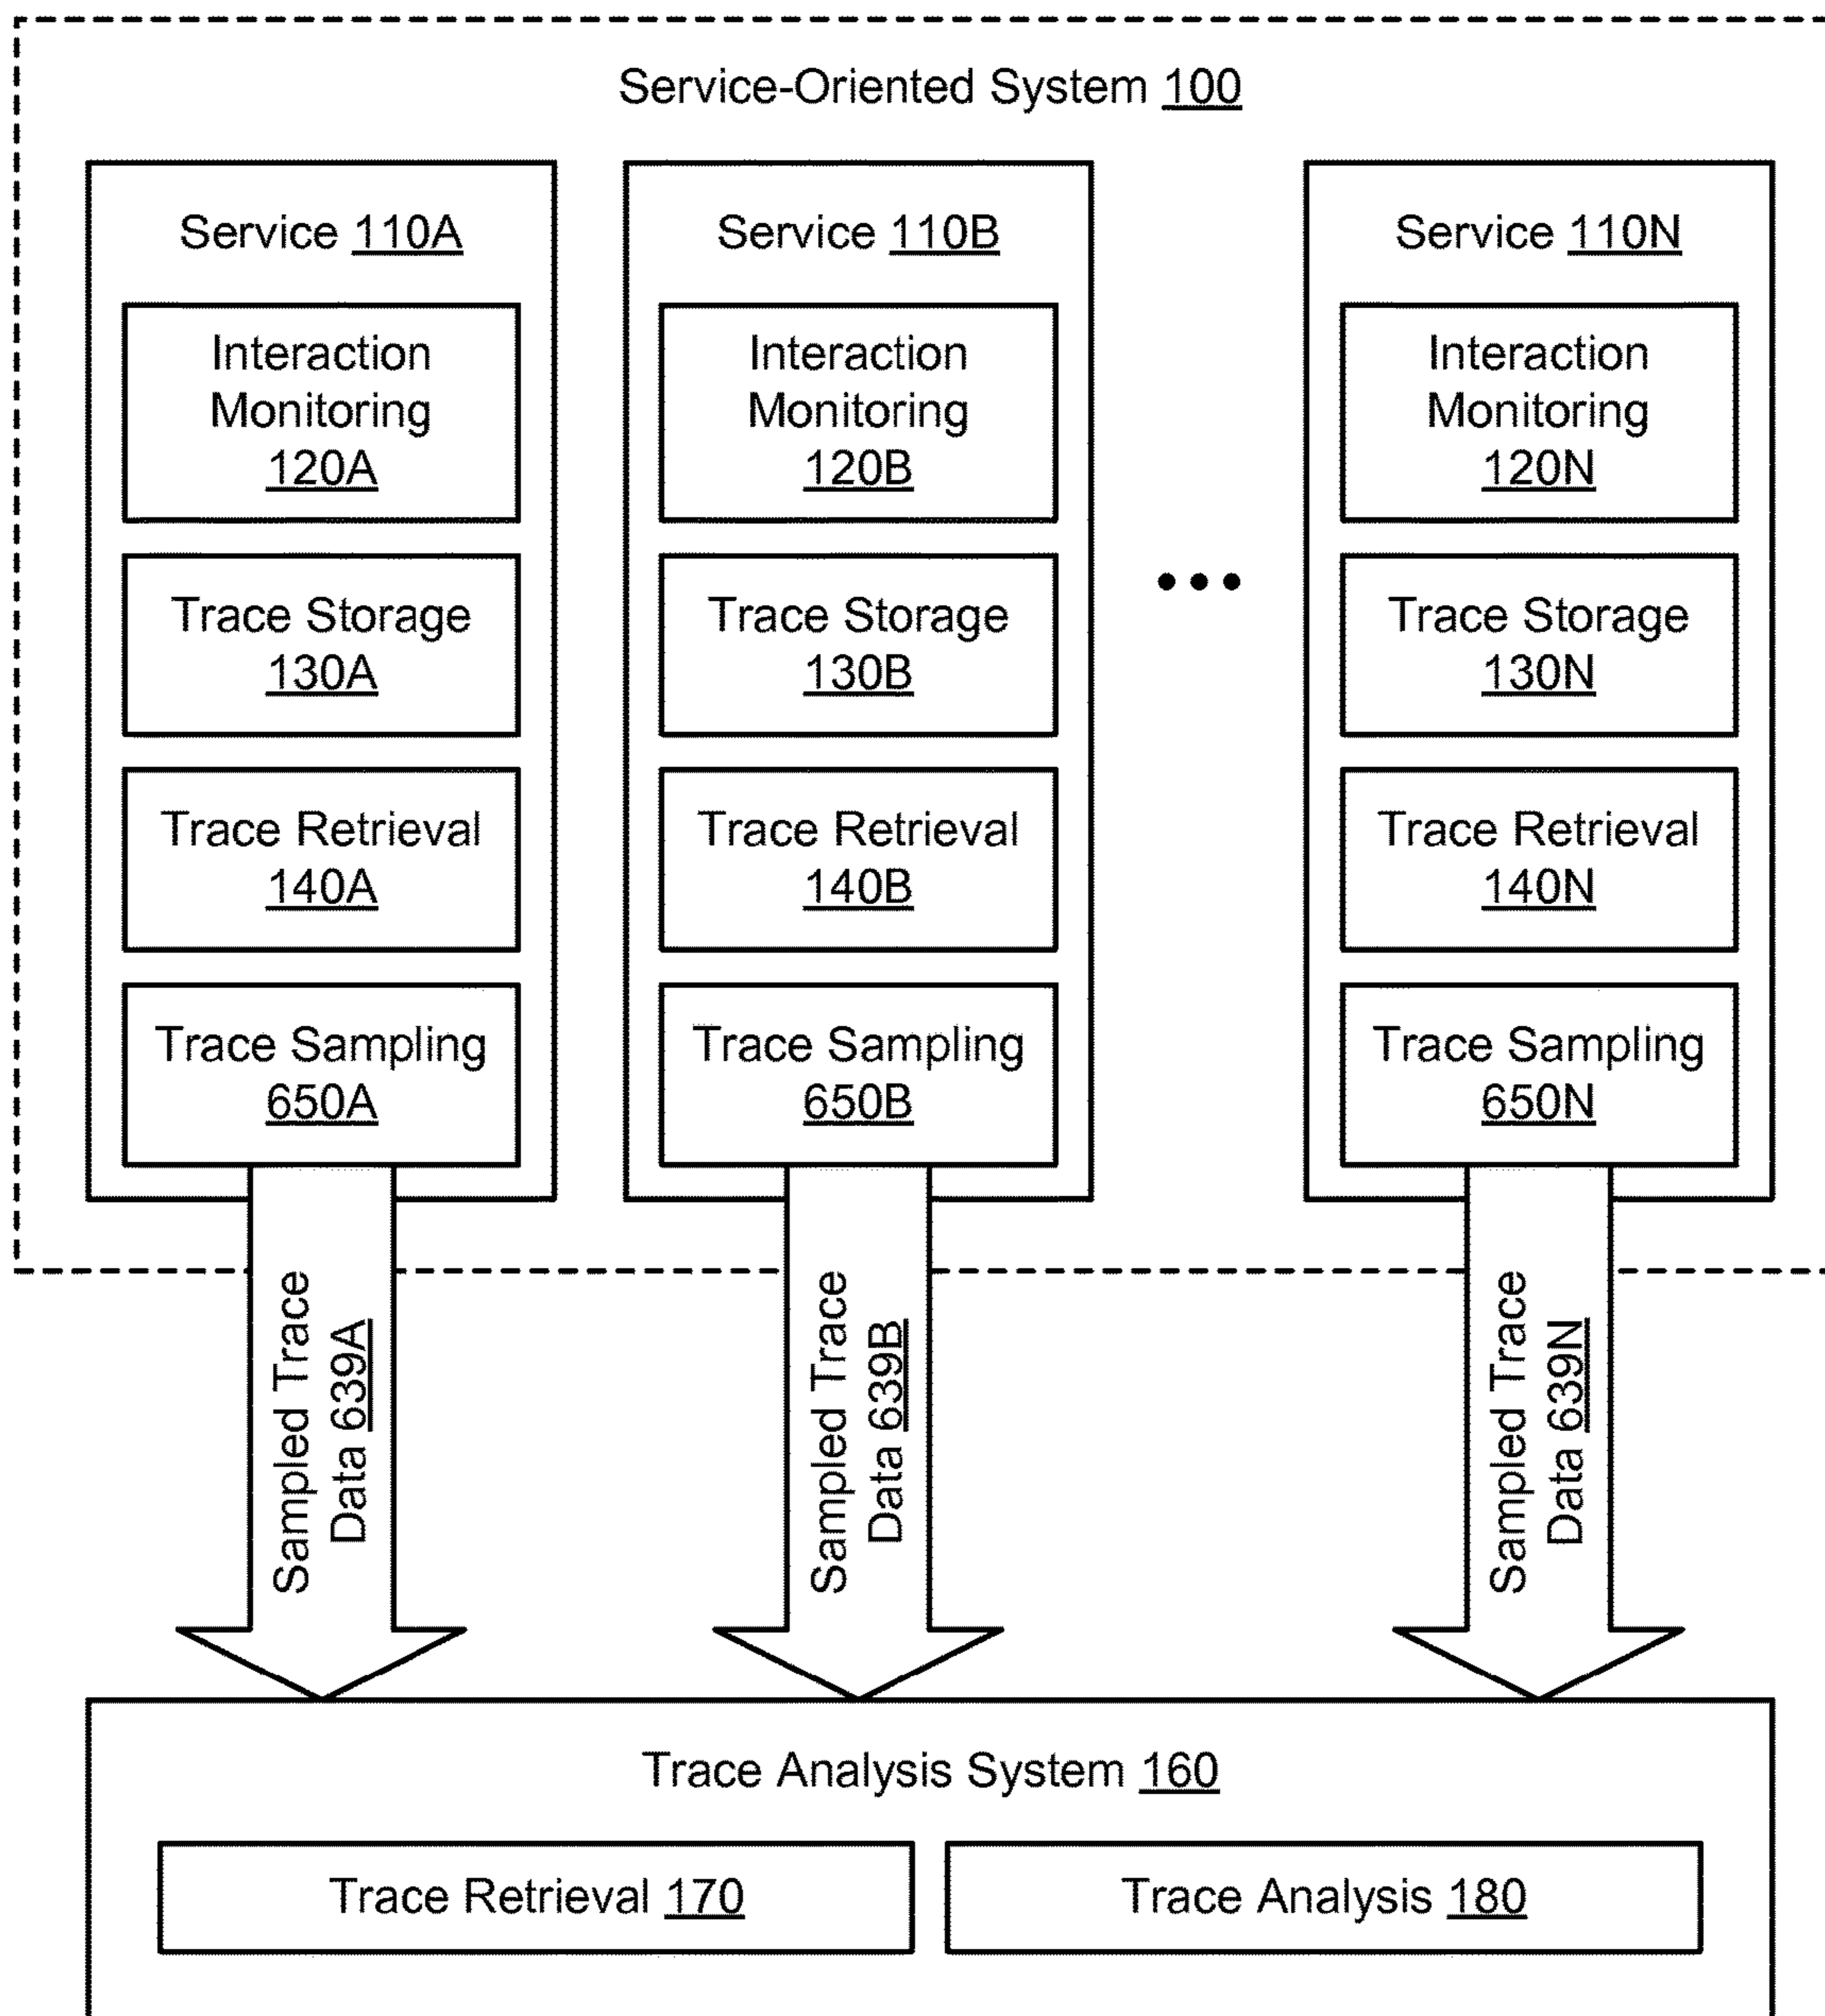 Service-Oriented System 100
Service 110A
Interaction
Monitoring
120A
Trace Storage
130A
Trace Retrieval
140A
Trace Sampling
650A
Service 110B
Interaction
Monitoring
120B
Trace Storage
130B
Trace Retrieval
140B
Trace Sampling
650B
Service 110N
Interaction
Monitoring
120N
Trace Storage
130N
Trace Retrieval
140N
Trace Sampling
650N
Sampled Trace
Data 639A
Sampled Trace
Data 639B
Sampled Trace
Data 639N
Trace Analysis System 160
Trace Retrieval 170
Trace Analysis 180